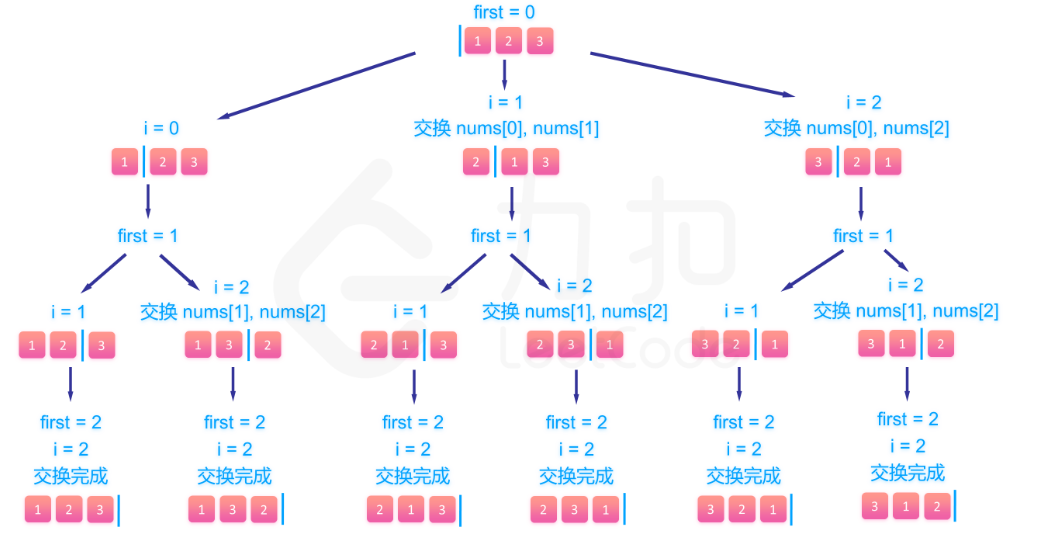 first = 0
1 2 3
i = 0
i = 1
交换 nums[0], nums[1]
i = 2
交换 nums[0], nums[2]
1 2 3
2 1 3
3 2 1
first = 1
first = 1
first = 1
i = 1
i = 2
交换 nums[1], nums[2]
i = 1
i = 2
交换 nums[1], nums[2]
i = 1
i = 2
交换 nums[1], nums[2]
1 2 3
1 3 2
2 1 3
2 3 1
3 2 1
3 1 2
first = 2
i = 2
交换完成
1 2 3
first = 2
i = 2
交换完成
1 3 2
first = 2
i = 2
交换完成
2 1 3
first = 2
i = 2
交换完成
2 3 1
first = 2
i = 2
交换完成
3 2 1
first = 2
i = 2
交换完成
3 1 2
力扣
LeetCode